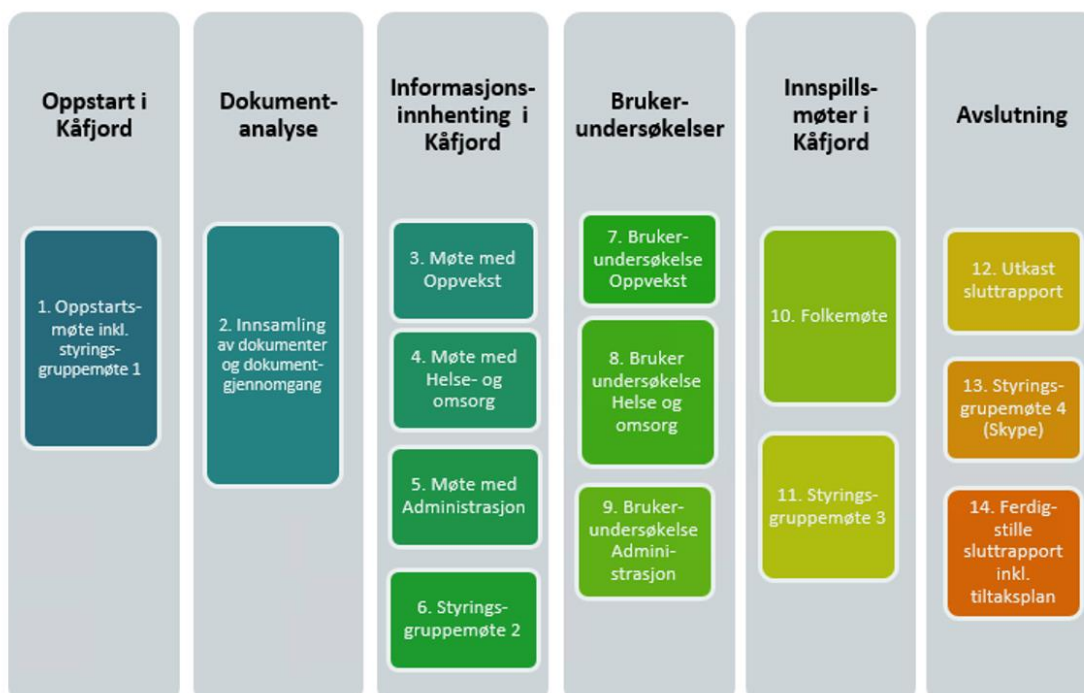 Oppstart i
Kåfjord
1. Oppstarts-
møte inkl.
styrings-
gruppemøte 1
Dokument-
analyse
2. Innsamling
av dokumenter
og dokument-
gjennomgang
Informasjons-
innhenting i
Kåfjord
3. Møte med
Oppvekst
4. Møte med
Helse- og
omsorg
5. Møte med
Administrasjon
6. Styrings-
gruppemøte 2
Bruker-
undersøkelser
7. Bruker-
undersøkelse
Oppvekst
8. Bruker
undersøkelse
Helse og
omsorg
9. Bruker-
undersøkelse
Admini-
strasjon
Innspills-
møter i
Kåfjord
10. Folkemøte
11. Styrings-
gruppemøte 3
Avslutning
12. Utkast
sluttrapport
13. Styrings-
grupemøte 4
(Skype)
14. Ferdig-
stille
sluttrapport
inkl.
tiltaksplan